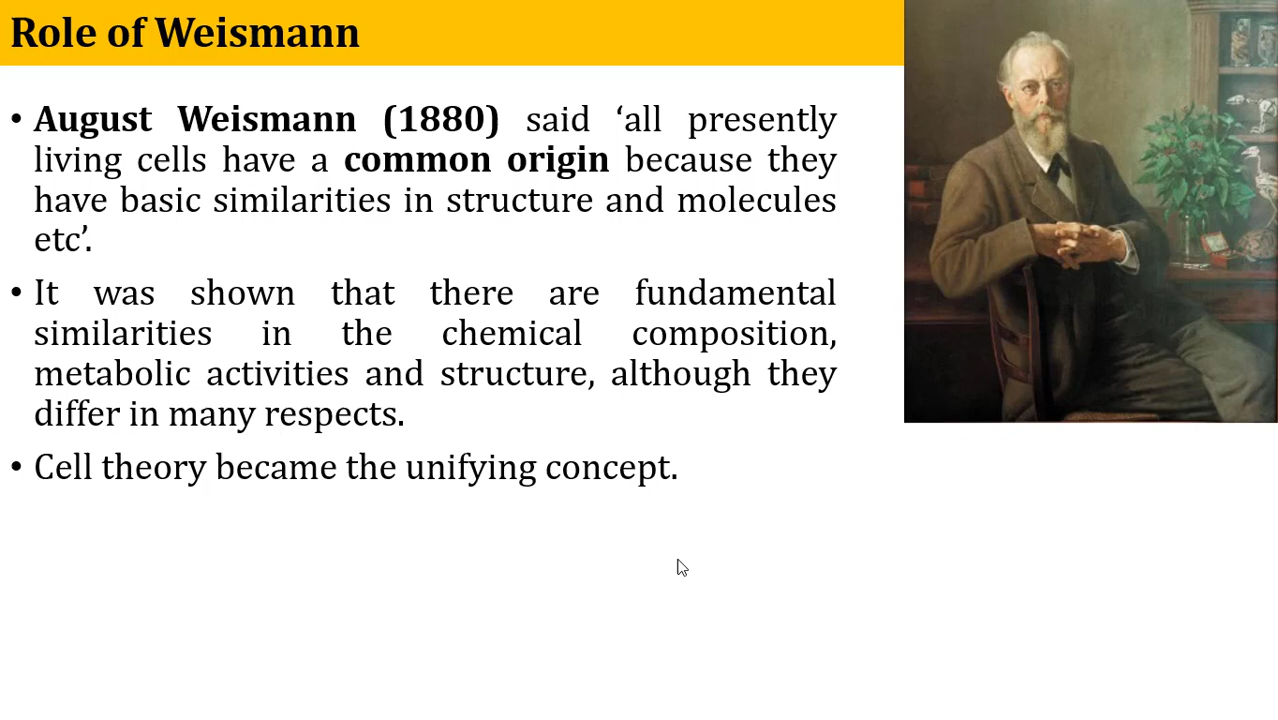 Role of Weismann
• August Weismann (1880) said ‘all presently
living cells have a common origin because they
have basic similarities in structure and molecules
etc’.
• It was shown that there are fundamental
similarities in the chemical composition,
metabolic activities and structure, although they
differ in many respects.
• Cell theory became the unifying concept.